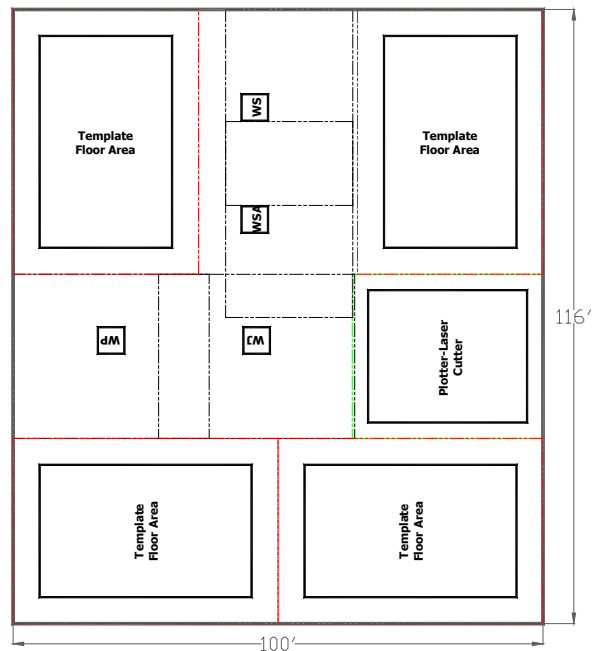 WS
Template
Floor Area
Template
Floor Area
WSA
116'
WP
WJ
Plotter-Laser
Cutter
Template
Floor Area
Template
Floor Area
100'